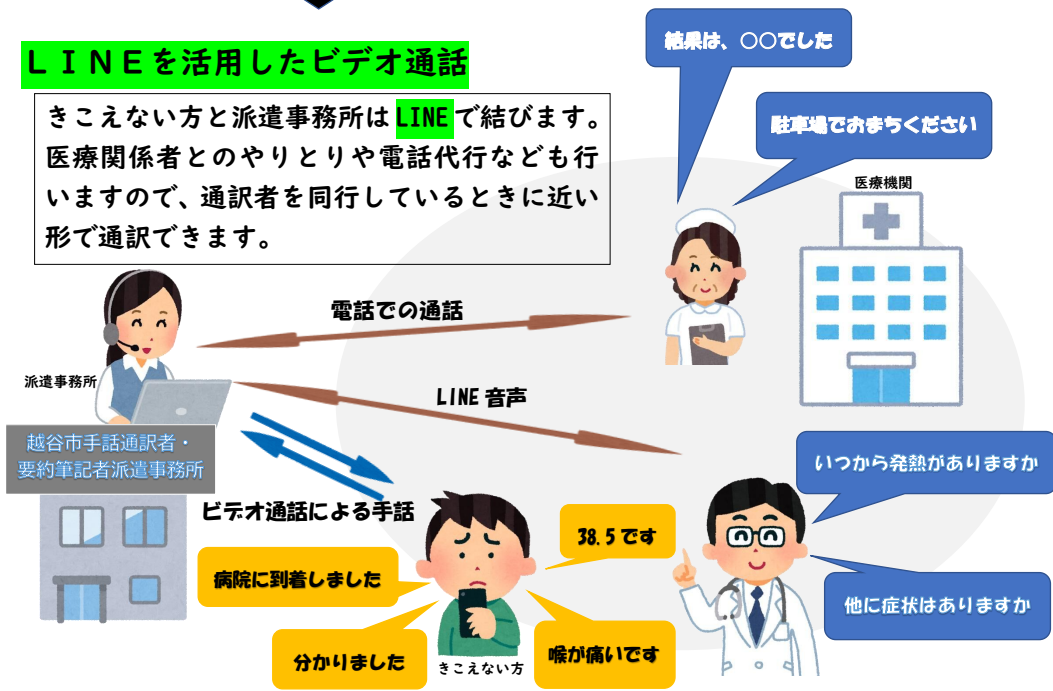 ＬＩＮＥを活用したビデオ通話
きこえない方と派遣事務所はLINEで結びます。
医療関係者とのやりとりや電話代行なども行
いますので、通訳者を同行しているときに近い
形で通訳できます。
結果は、〇〇でした
駐車場でおまちください
医療機関
電話での通話
派遣事務所
LINE 音声
越谷市手話通訳者・
要約筆記者派遣事務所
いつから発熱がありますか
ビデオ通話による手話
38.5 です
病院に到着しました
他に症状はありますか
分かりました
喉が痛いです
きこえない方